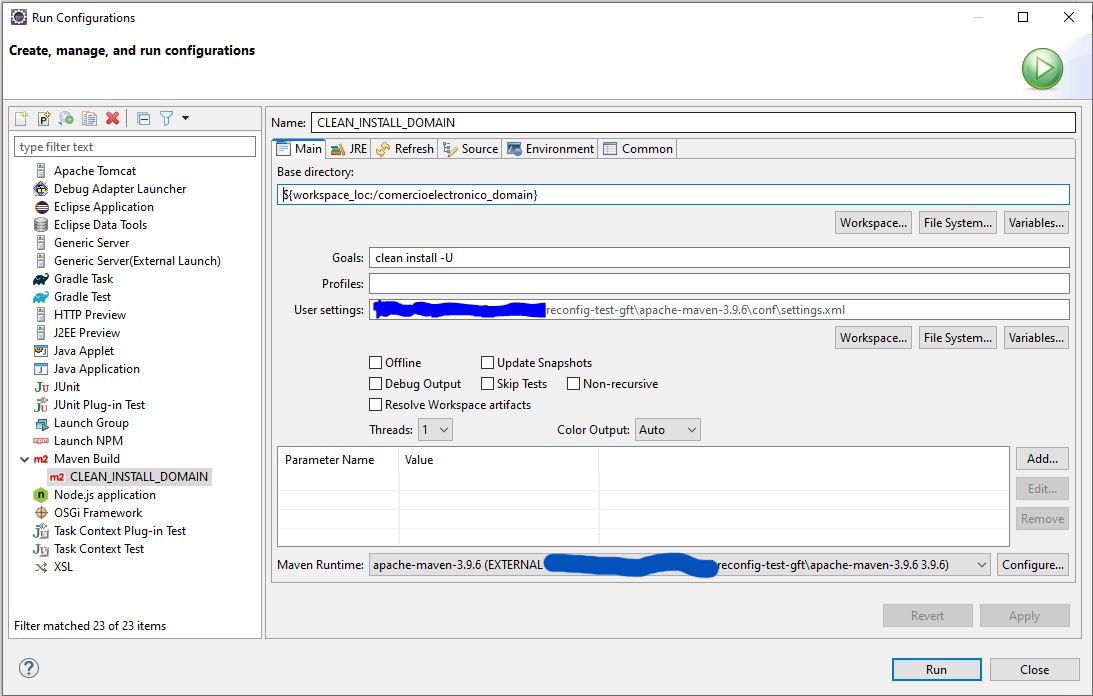 Run Configurations
Create, manage, and run configurations
type filter text
Apache Tomcat
Debug Adapter Launcher
Eclipse Application
Eclipse Data Tools
Generic Server
Generic Server(External Launch)
Gradle Task
Gradle Test
HTTP Preview
J2EE Preview
Java Applet
Java Application
JUnit
JUnit Plug-in Test
Launch Group
Launch NPM
Maven Build
CLEAN_INSTALL_DOMAIN
Node.js application
OSGi Framework
Task Context Plug-in Test
Task Context Test
XSL
Filter matched 23 of 23 items
Name: CLEAN_INSTALL_DOMAIN
Main JRE Refresh Source Environment Common
Base directory:
${workspace_loc:/comercioelectronico_domain}
Workspace... File System... Variables...
Goals: clean install -U
Profiles:
User settings: reconfig-test-gft\apache-maven-3.9.6\conf\settings.xml
Workspace... File System... Variables...
Offline Update Snapshots
Debug Output Skip Tests Non-recursive
Resolve Workspace artifacts
Threads: 1 Color Output: Auto
Parameter Name Value
Add...
Edit...
Remove
Maven Runtime: apache-maven-3.9.6 (EXTERNAL reconfig-test-gft\apache-maven-3.9.6 3.9.6) Configure...
Revert Apply
Run Close